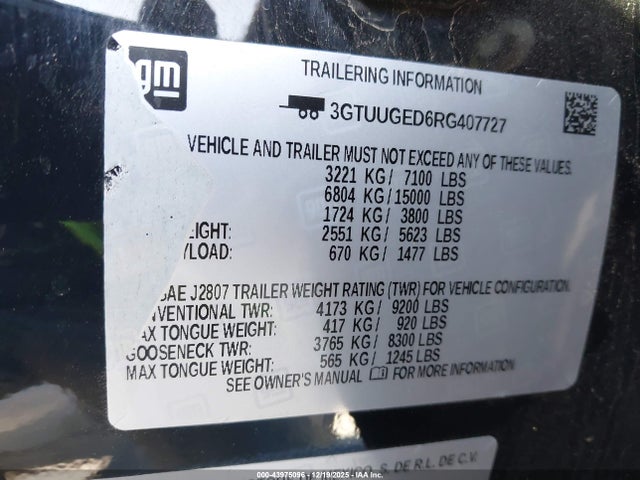 gm
TRAILERING INFORMATION
3GTUUGED6RG407727
VEHICLE AND TRAILER MUST NOT EXCEED ANY OF THESE VALUES.
3221 KG / 7100 LBS
6804 KG / 15000 LBS
1724 KG / 3800 LBS
IGHT: 2551 KG / 5623 LBS
YLOAD: 670 KG / 1477 LBS
SAE J2807 TRAILER WEIGHT RATING (TWR) FOR VEHICLE CONFIGURATION.
NVENTIONAL TWR: 4173 KG / 9200 LBS
AX TONGUE WEIGHT: 417 KG / 920 LBS
GOOSENECK TWR: 3765 KG / 8300 LBS
MAX TONGUE WEIGHT: 565 KG / 1245 LBS
SEE OWNER'S MANUAL FOR MORE INFORMATION
S. DE R.L. DE C.V.
000-43975096 - 12/19/2025 - IAA Inc.